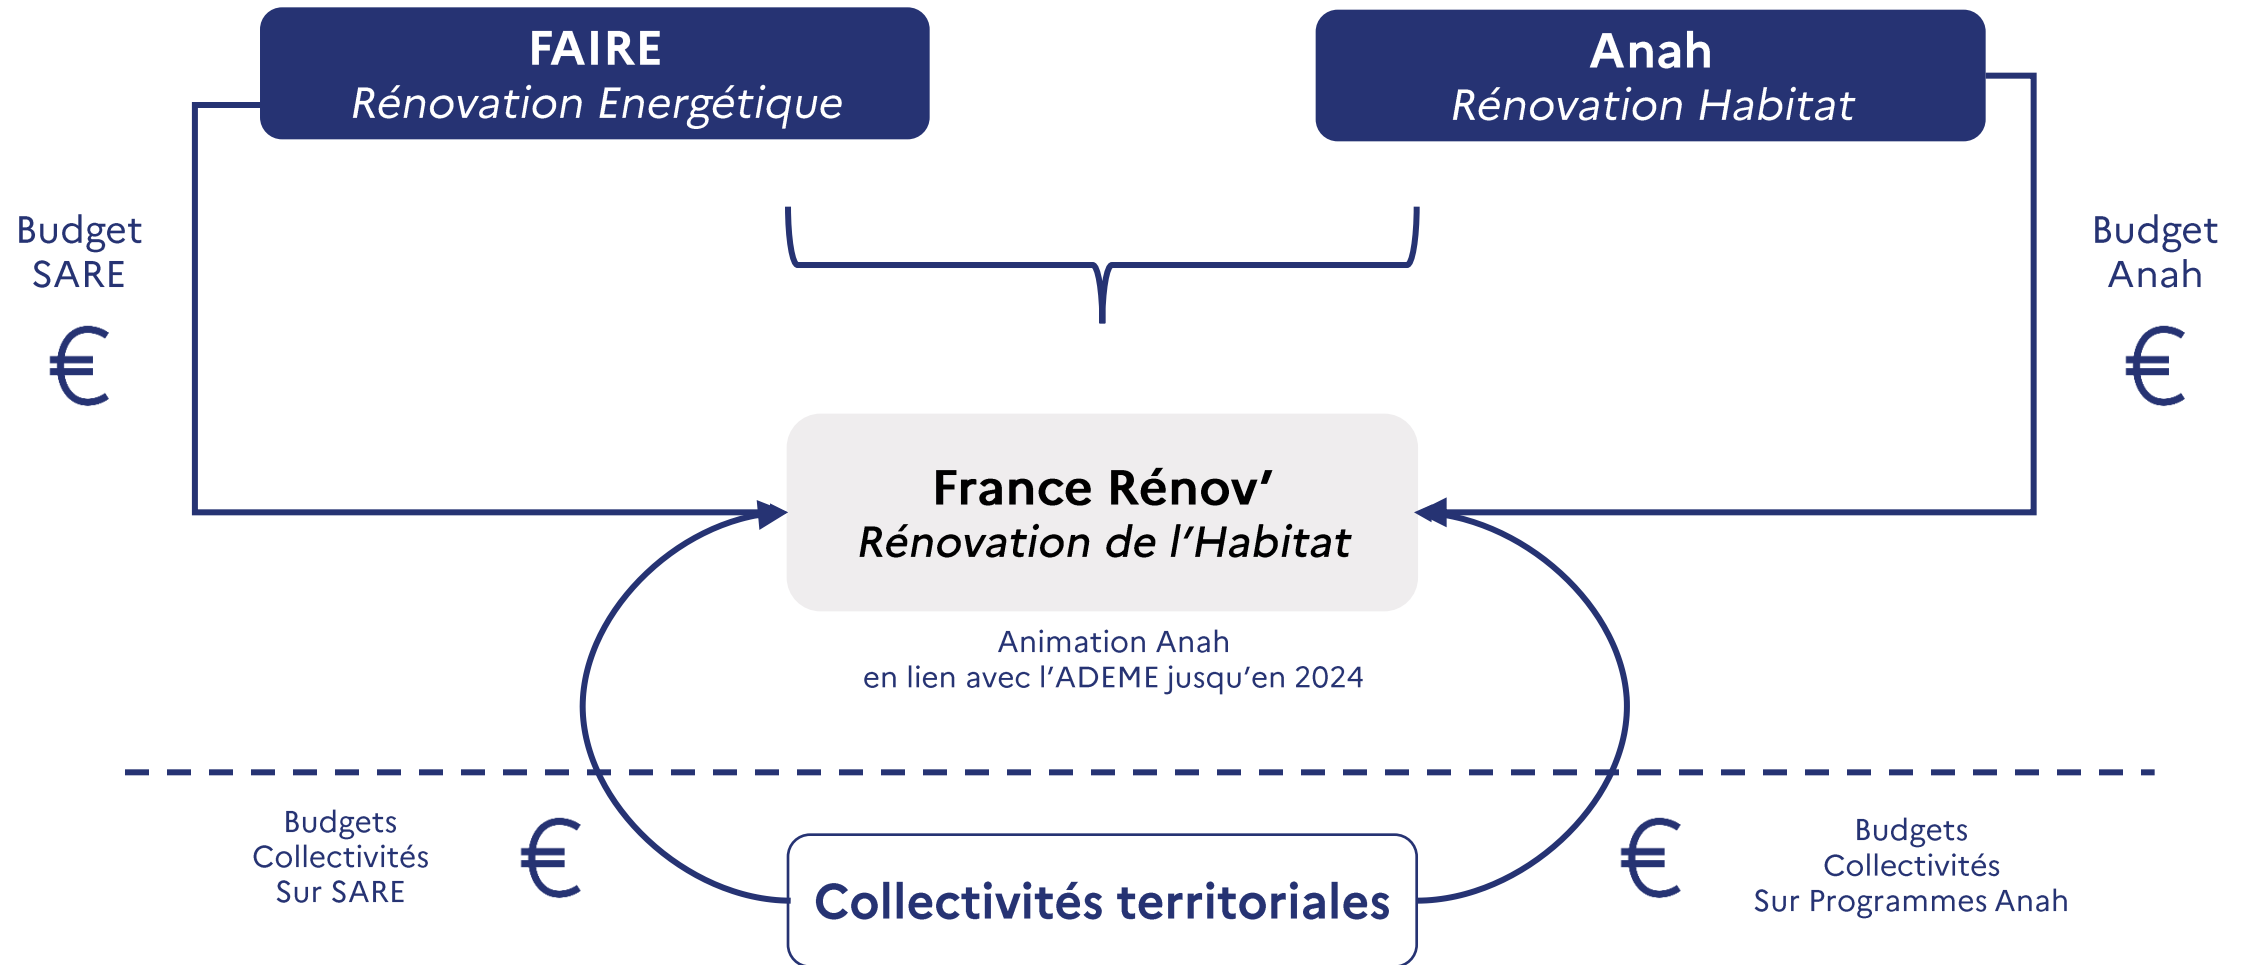 FAIRE
Rénovation Energétique
Anah
Rénovation Habitat
Budget
SARE
€
Budget
Anah
€
France Rénov’
Rénovation de l’Habitat
Animation Anah
en lien avec l’ADEME jusqu’en 2024
Budgets
Collectivités
Sur SARE
€
Collectivités territoriales
€
Budgets
Collectivités
Sur Programmes Anah